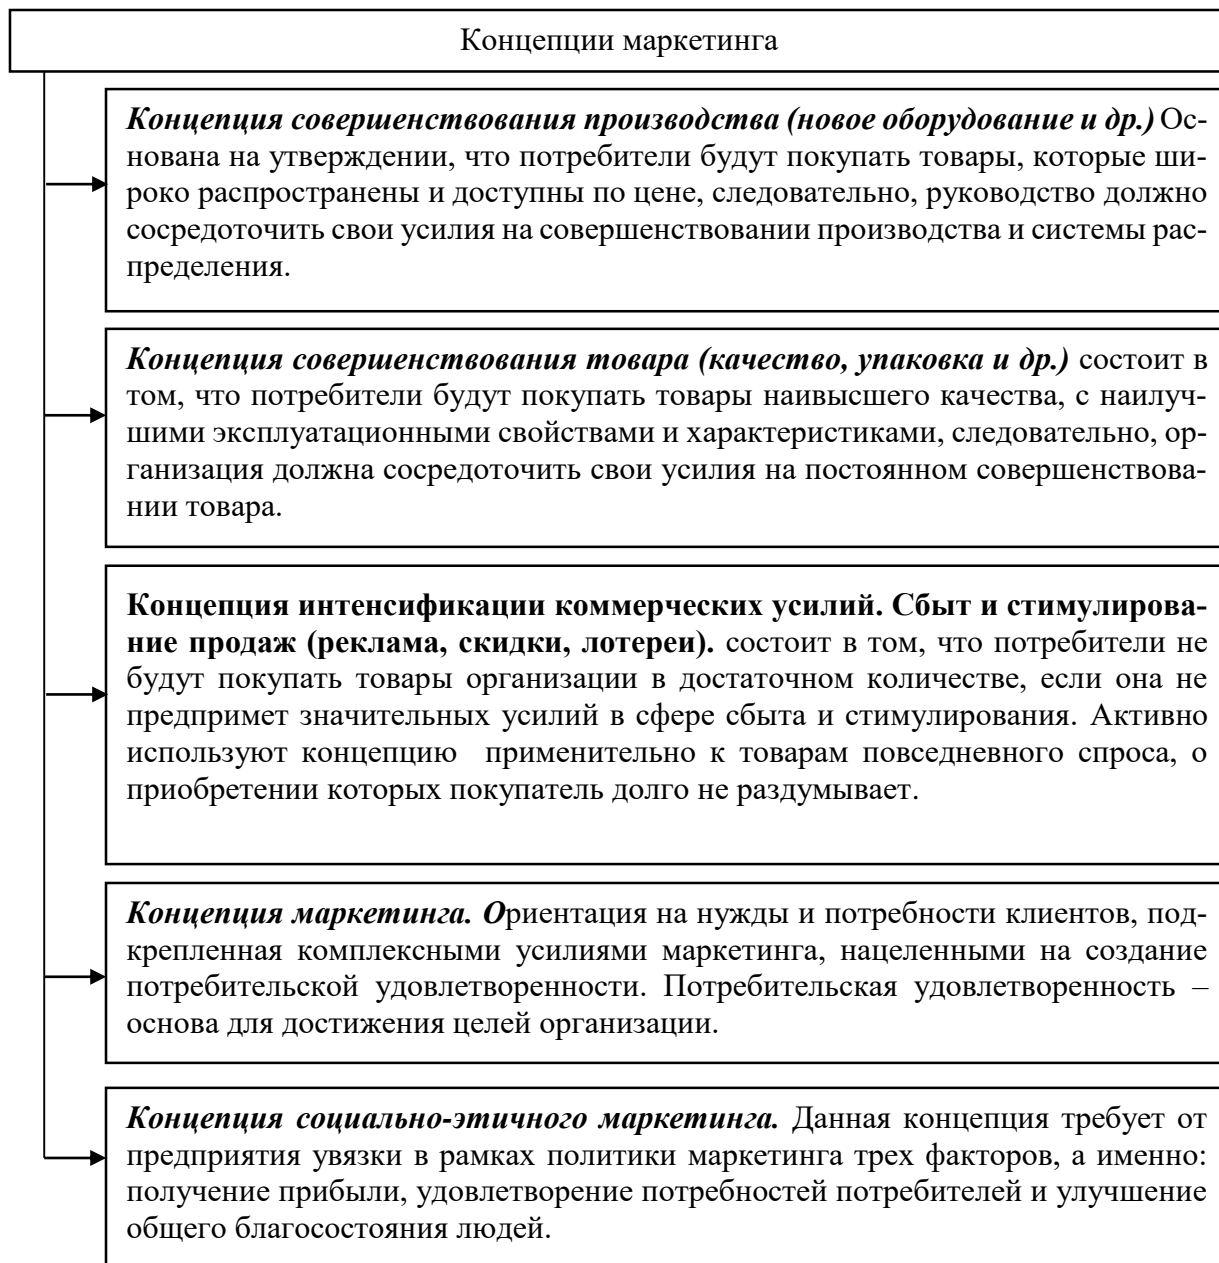 Концепции маркетинга
Концепция совершенствования производства (новое оборудование и др.) Ос-
нована на утверждении, что потребители будут покупать товары, которые ши-
роко распространены и доступны по цене, следовательно, руководство должно
сосредоточить свои усилия на совершенствовании производства и системы рас-
пределения.
Концепция совершенствования товара (качество, упаковка и др.) состоит в
том, что потребители будут покупать товары наивысшего качества, с наилуч-
шими эксплуатационными свойствами и характеристиками, следовательно, ор-
ганизация должна сосредоточить свои усилия на постоянном совершенствова-
нии товара.
Концепция интенсификации коммерческих усилий. Сбыт и стимулирова-
ние продаж (реклама, скидки, лотереи). состоит в том, что потребители не
будут покупать товары организации в достаточном количестве, если она не
предпримет значительных усилий в сфере сбыта и стимулирования. Активно
используют концепцию применительно к товарам повседневного спроса, о
приобретении которых покупатель долго не раздумывает.
Концепция маркетинга. Ориентация на нужды и потребности клиентов, под-
крепленная комплексными усилиями маркетинга, нацеленными на создание
потребительской удовлетворенности. Потребительская удовлетворенность –
основа для достижения целей организации.
Концепция социально-этичного маркетинга. Данная концепция требует от
предприятия увязки в рамках политики маркетинга трех факторов, а именно:
получение прибыли, удовлетворение потребностей потребителей и улучшение
общего благосостояния людей.